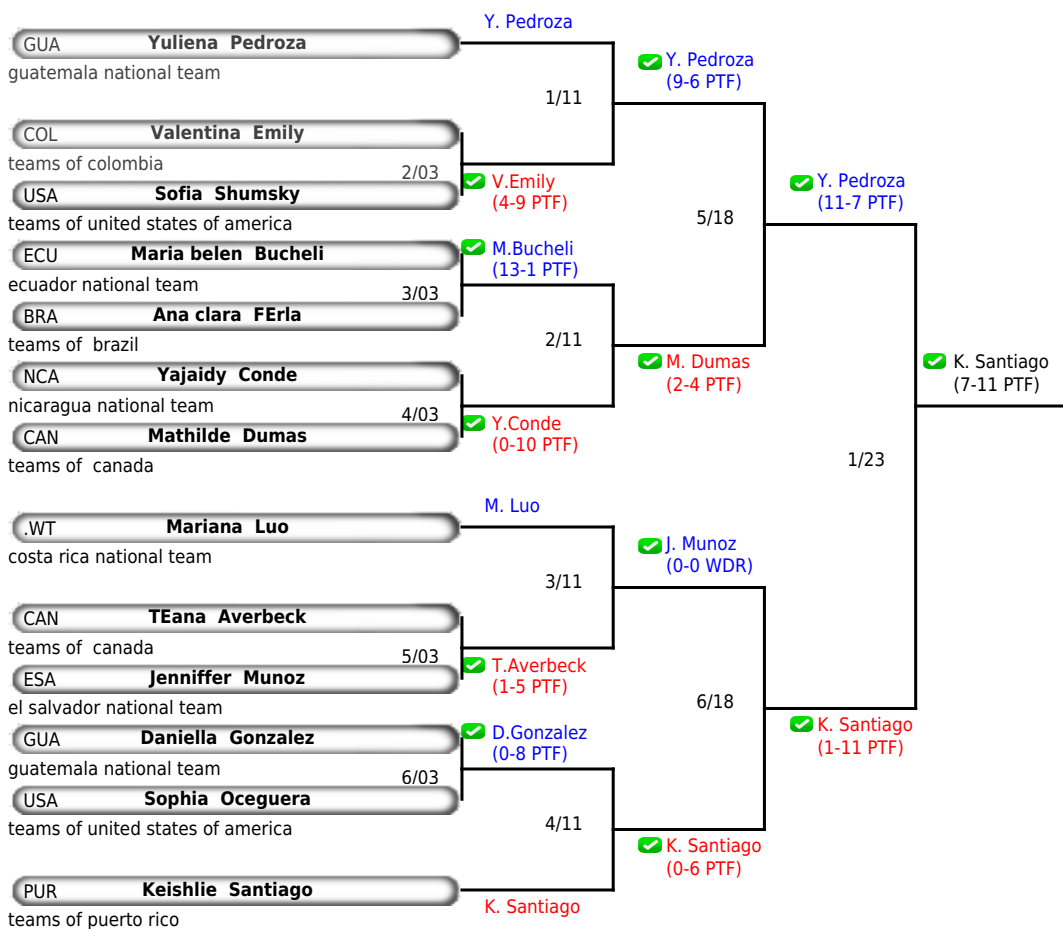 Y. Pedroza
GUA Yuliena Pedroza
guatemala national team
Y. Pedroza
(9-6 PTF)
1/11
COL Valentina Emily
teams of colombia
2/03
V.Emily
(4-9 PTF)
USA Sofia Shumsky
teams of united states of america
Y. Pedroza
(11-7 PTF)
5/18
ECU Maria belen Bucheli
ecuador national team
M.Bucheli
(13-1 PTF)
3/03
BRA Ana clara FErla
teams of brazil
2/11
M. Dumas
(2-4 PTF)
K. Santiago
(7-11 PTF)
NCA Yajaidy Conde
nicaragua national team
4/03
Y.Conde
(0-10 PTF)
CAN Mathilde Dumas
teams of canada
1/23
M. Luo
.WT Mariana Luo
costa rica national team
J. Munoz
(0-0 WDR)
3/11
CAN TEana Averbeck
teams of canada
5/03
T.Averbeck
(1-5 PTF)
ESA Jenniffer Munoz
el salvador national team
6/18
K. Santiago
(1-11 PTF)
GUA Daniella Gonzalez
guatemala national team
D.Gonzalez
(0-8 PTF)
6/03
USA Sophia Oceguera
teams of united states of america
4/11
K. Santiago
(0-6 PTF)
PUR Keishlie Santiago
teams of puerto rico
K. Santiago